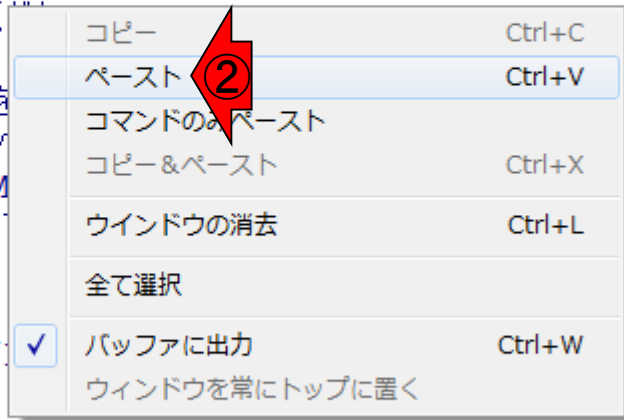 コピー Ctrl+C
ペースト ② Ctrl+V
コマンドのみペースト
コピー&ペースト Ctrl+X
ウインドウの消去 Ctrl+L
全て選択
バッファに出力 Ctrl+W
ウィンドウを常にトップに置く